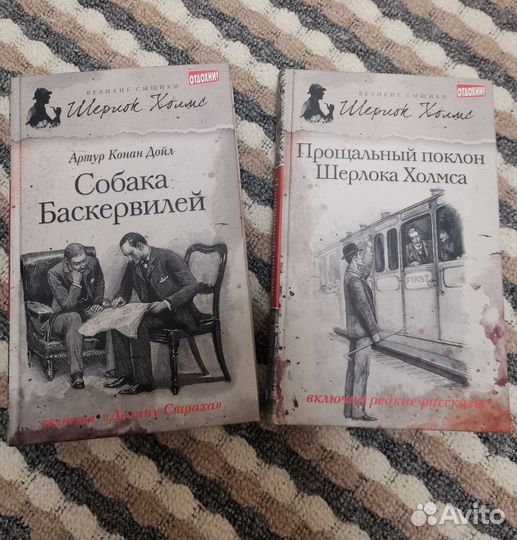 ВЕЛИКИЕ СЫЩИКИ
ОТДОХНИ!
Шерлок Холмс
Артур Конан Дойл
Собака
Баскервилей
«Долину Страха»
ВЕЛИКИЕ СЫЩИКИ
ОТДОХНИ!
Шерлок Холмс
Прощальный поклон
Шерлока Холмса
FIRST
включая редкие рассказы
Avito